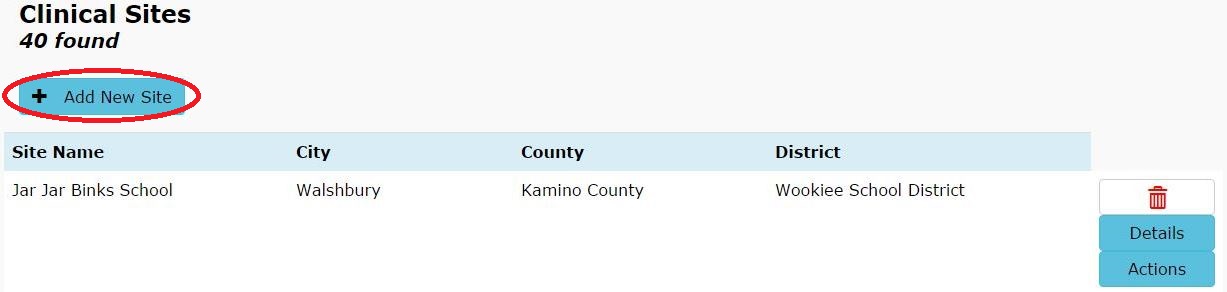 Clinical Sites
40 found
+ Add New Site
Site Name City County District
Jar Jar Binks School Walshbury Kamino County Wookiee School District
Details
Actions